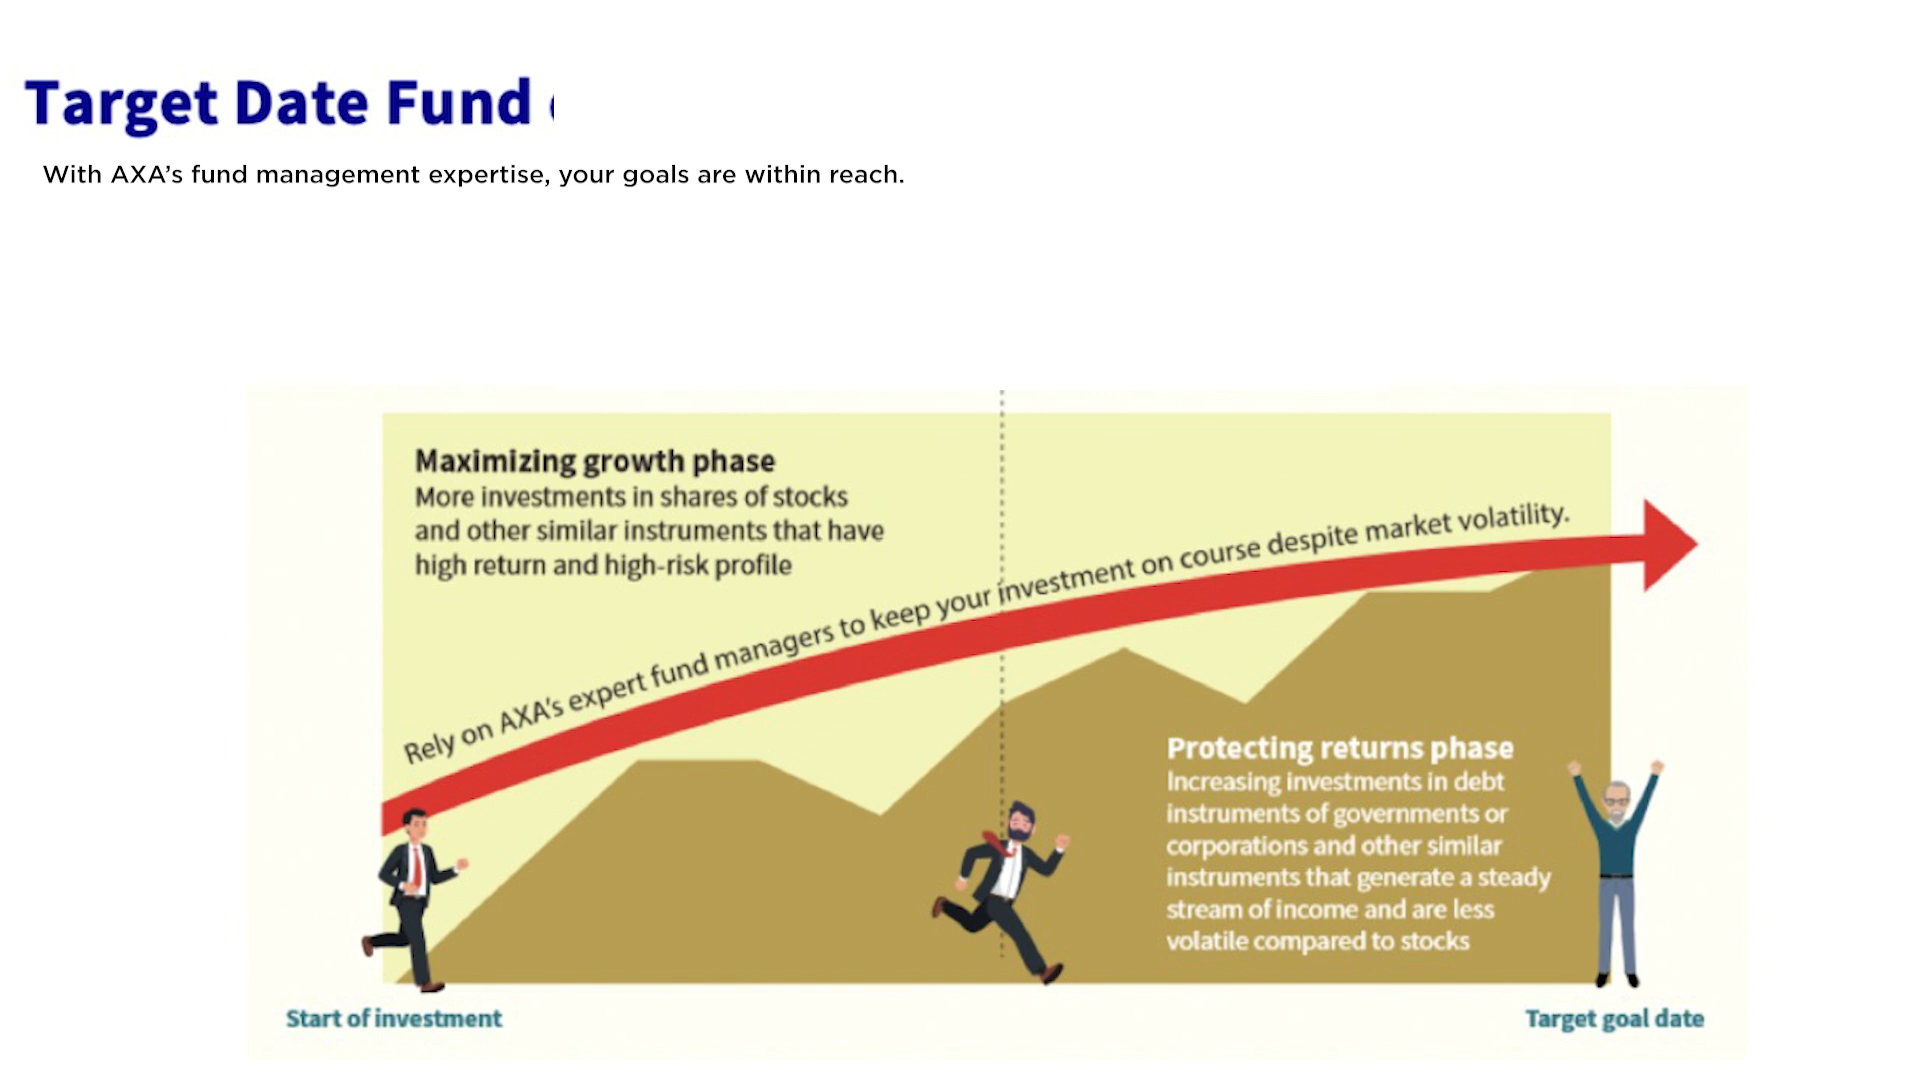 Target Date Fund
With AXA’s fund management expertise, your goals are within reach.
Maximizing growth phase
More investments in shares of stocks
and other similar instruments that have
high return and high-risk profile
Rely on AXA's expert fund managers to keep your investment on course despite market volatility.
Protecting returns phase
Increasing investments in debt
instruments of governments or
corporations and other similar
instruments that generate a steady
stream of income and are less
volatile compared to stocks
Start of investment
Target goal date